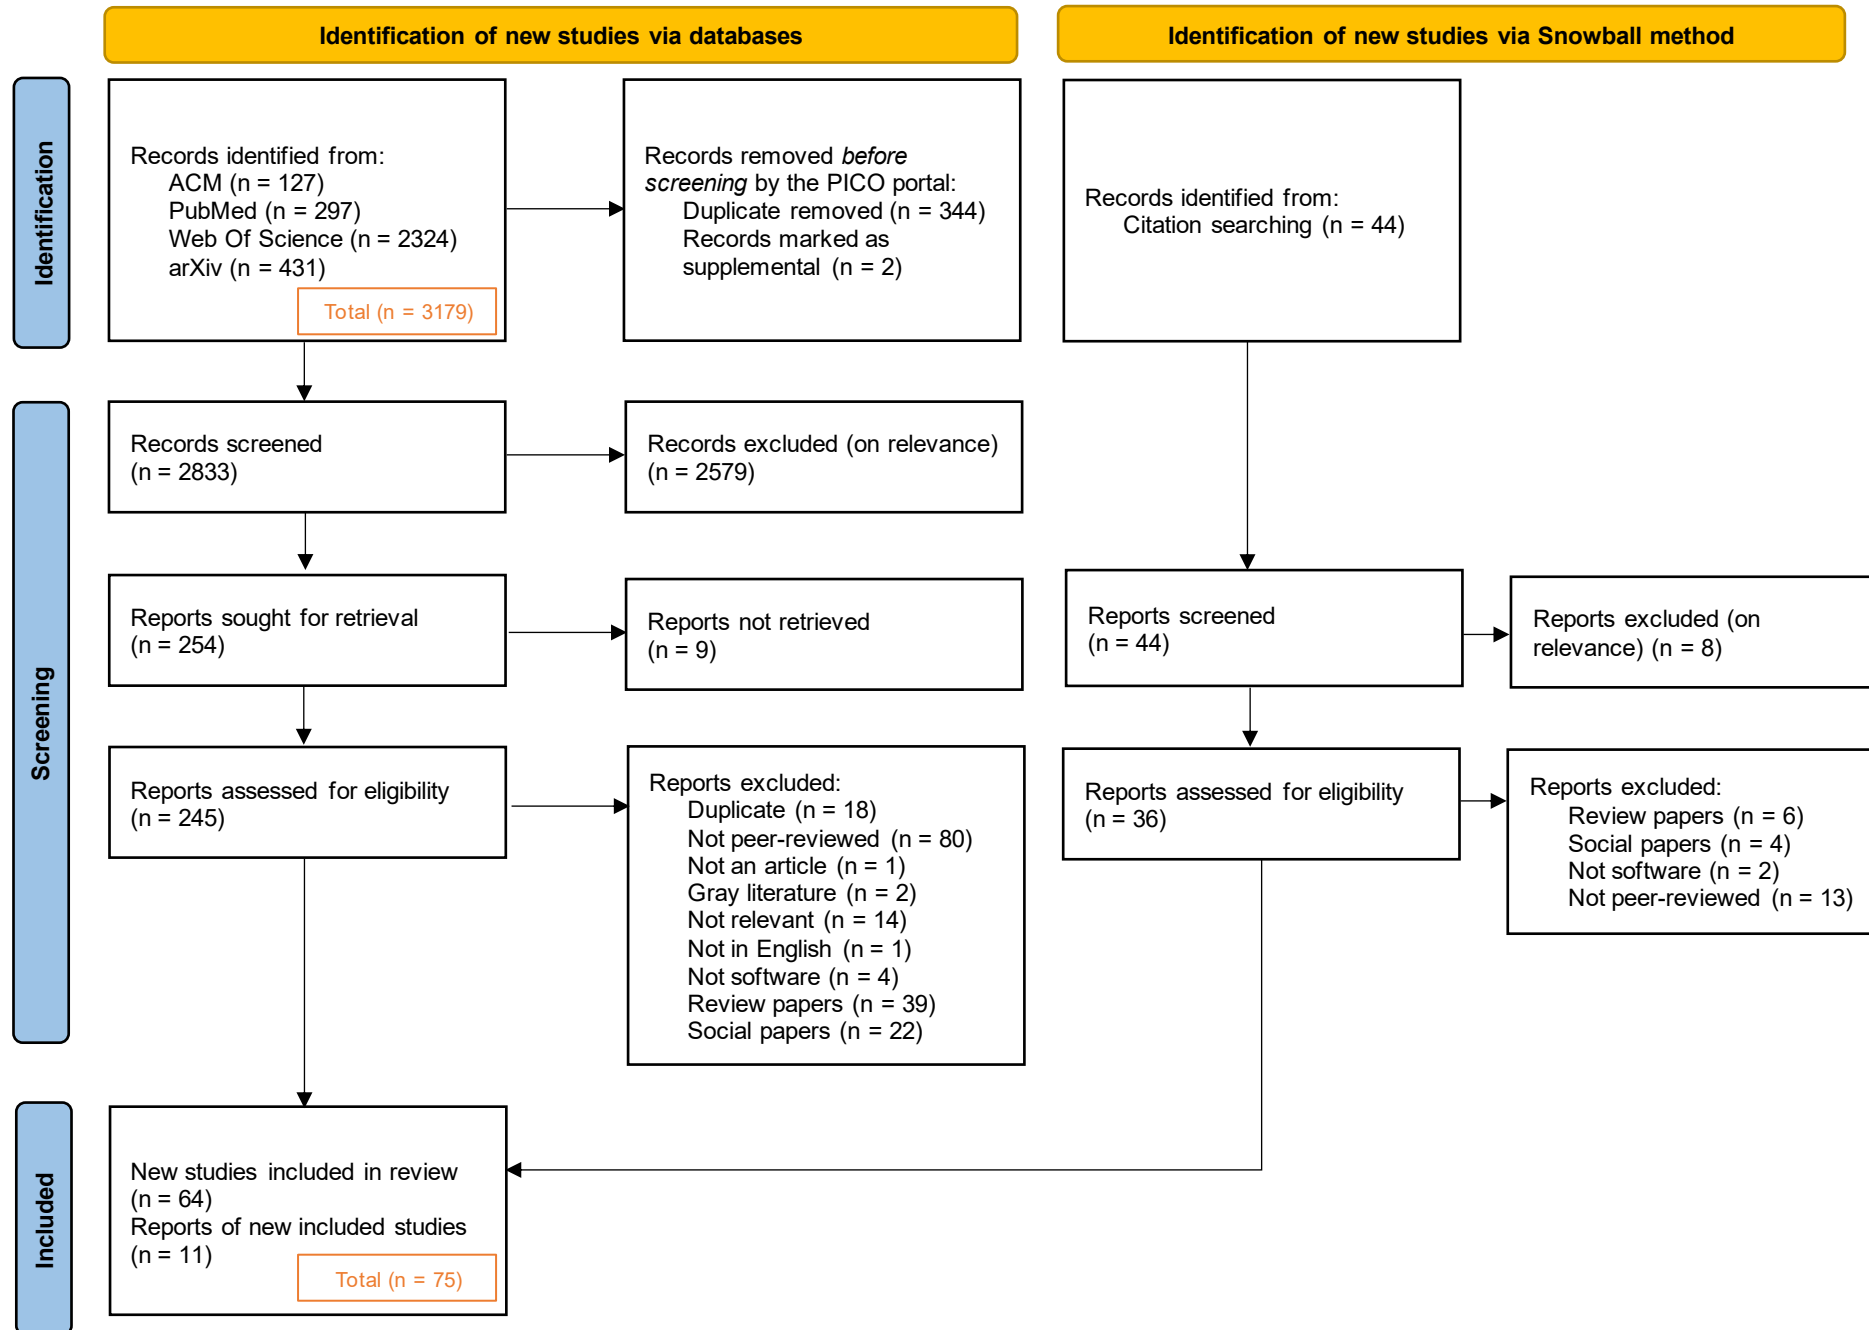 Identification of new studies via databases
Identification of new studies via Snowball method
Identification
Records identified from:
ACM (n = 127)
PubMed (n = 297)
Web Of Science (n = 2324)
arXiv (n = 431)
Total (n = 3179)
Records removed before
screening by the PICO portal:
Duplicate removed (n = 344)
Records marked as
supplemental (n = 2)
Records identified from:
Citation searching (n = 44)
Screening
Records screened
(n = 2833)
Records excluded (on relevance)
(n = 2579)
Reports sought for retrieval
(n = 254)
Reports not retrieved
(n = 9)
Reports screened
(n = 44)
Reports excluded (on
relevance) (n = 8)
Reports assessed for eligibility
(n = 245)
Reports excluded:
Duplicate (n = 18)
Not peer-reviewed (n = 80)
Not an article (n = 1)
Gray literature (n = 2)
Not relevant (n = 14)
Not in English (n = 1)
Not software (n = 4)
Review papers (n = 39)
Social papers (n = 22)
Reports assessed for eligibility
(n = 36)
Reports excluded:
Review papers (n = 6)
Social papers (n = 4)
Not software (n = 2)
Not peer-reviewed (n = 13)
Included
New studies included in review
(n = 64)
Reports of new included studies
(n = 11)
Total (n = 75)